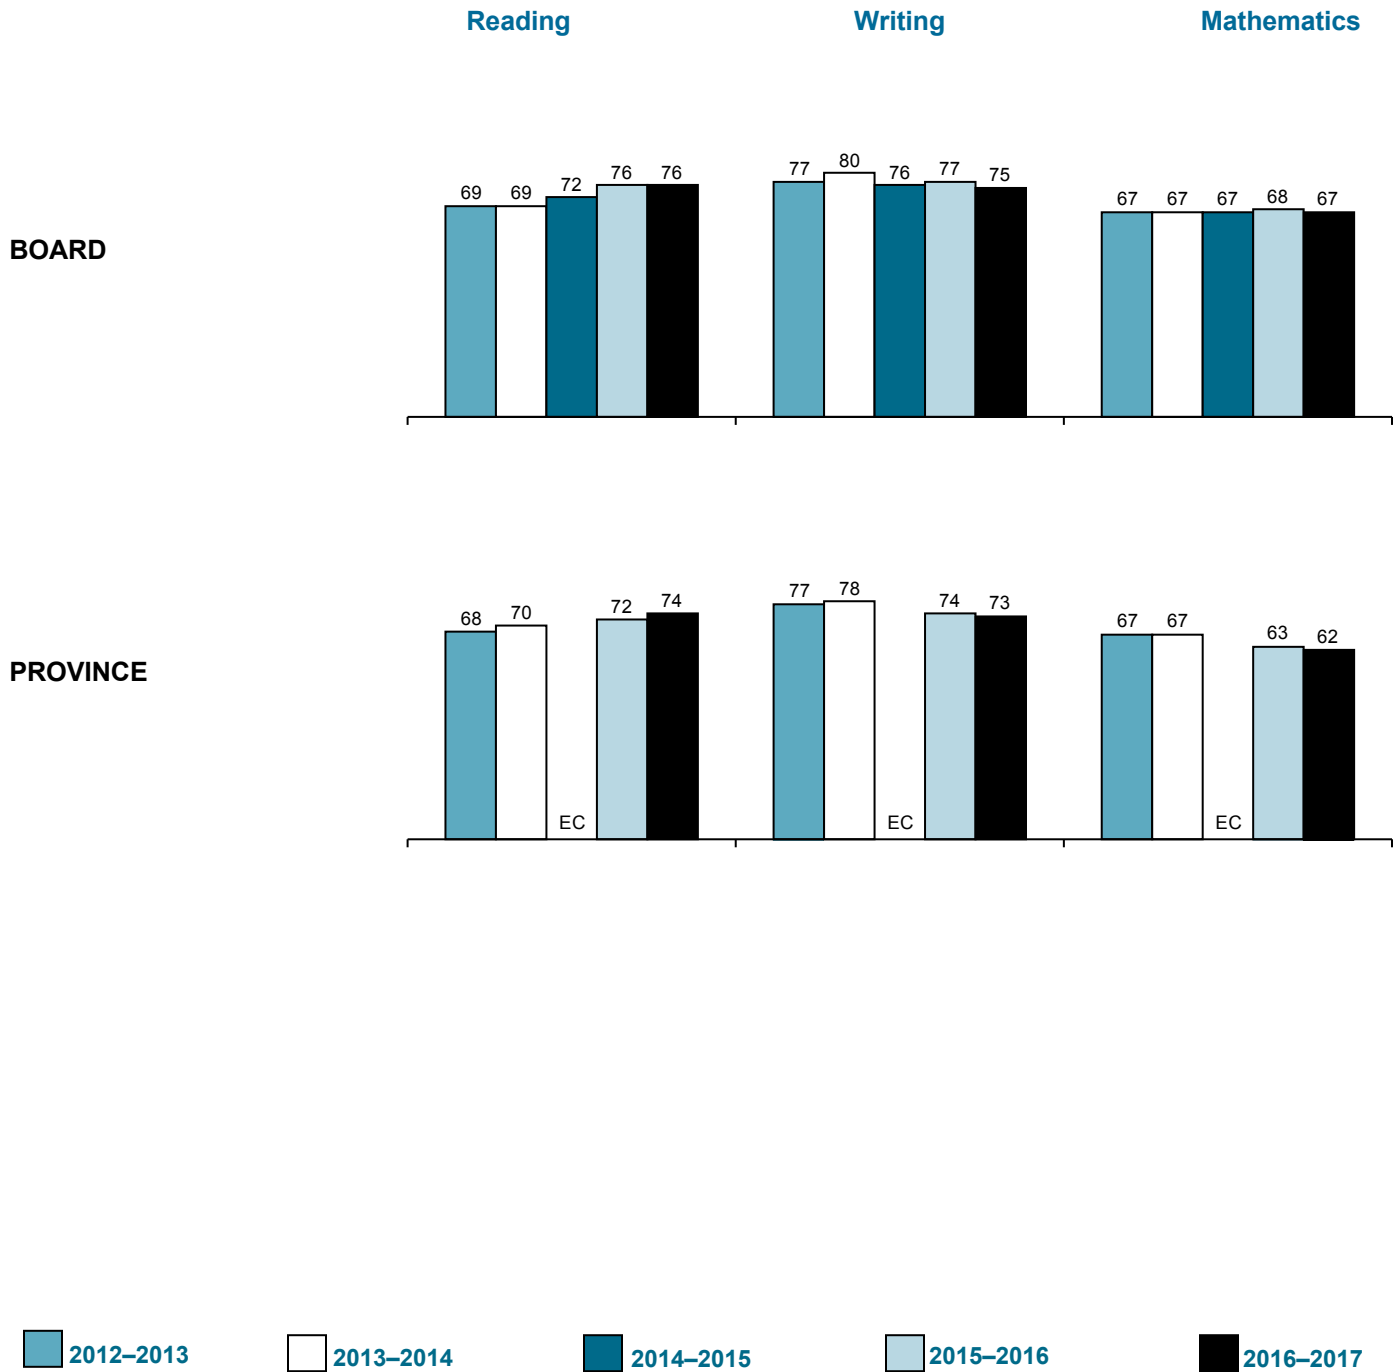 Reading Writing Mathematics
69 69 72 76 76 77 80 76 77 75 67 67 67 68 67
BOARD
68 70 EC 72 74 77 78 EC 74 73 67 67 EC 63 62
PROVINCE
2012–2013 2013–2014 2014–2015 2015–2016 2016–2017